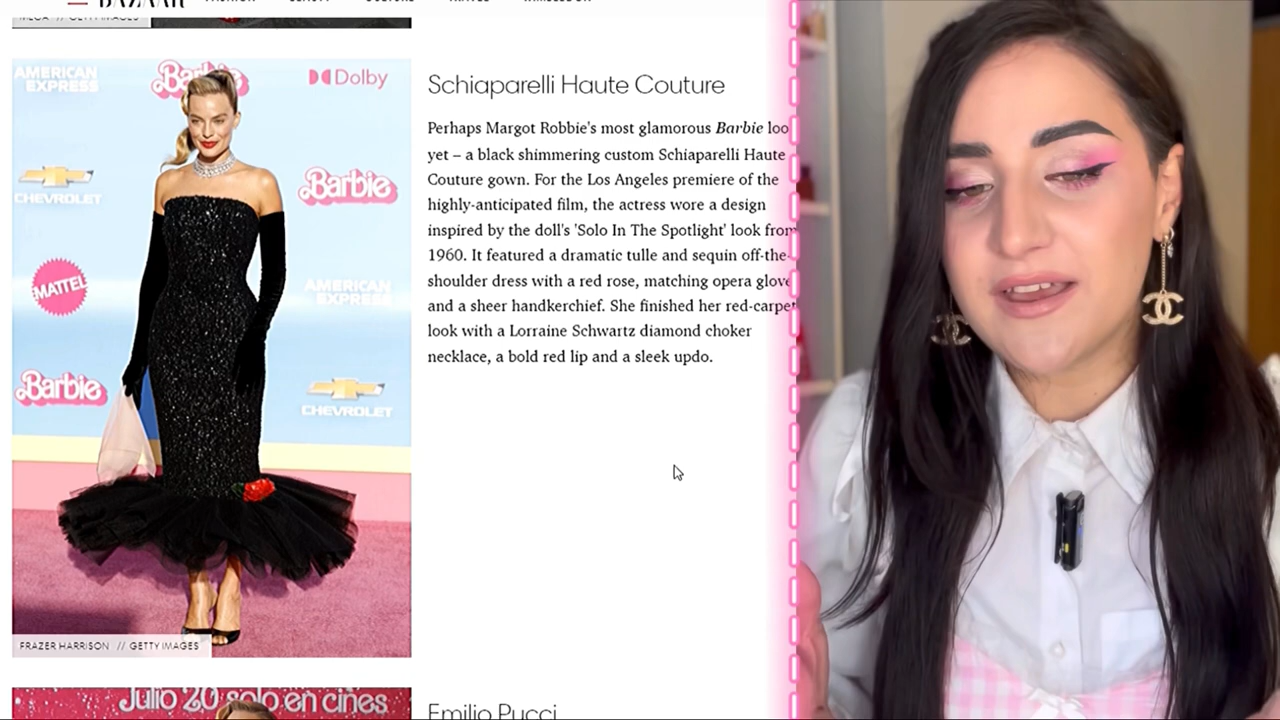 BAZAAR
GETTY IMAGES
AMERICAN
EXPRESS
Barbie
Dolby
CHEVROLET
Barbie
MATTEL
AMERICAN
EXPRESS
Barbie
CHEVROLET
FRAZER HARRISON // GETTY IMAGES
Schiaparelli Haute Couture
Perhaps Margot Robbie's most glamorous Barbie loo
yet – a black shimmering custom Schiaparelli Haute
Couture gown. For the Los Angeles premiere of the
highly-anticipated film, the actress wore a design
inspired by the doll's 'Solo In The Spotlight' look from
1960. It featured a dramatic tulle and sequin off-the-
shoulder dress with a red rose, matching opera glove
and a sheer handkerchief. She finished her red-carpet
look with a Lorraine Schwartz diamond choker
necklace, a bold red lip and a sleek updo.
Julio 20 solo en cines
Emilio Pucci